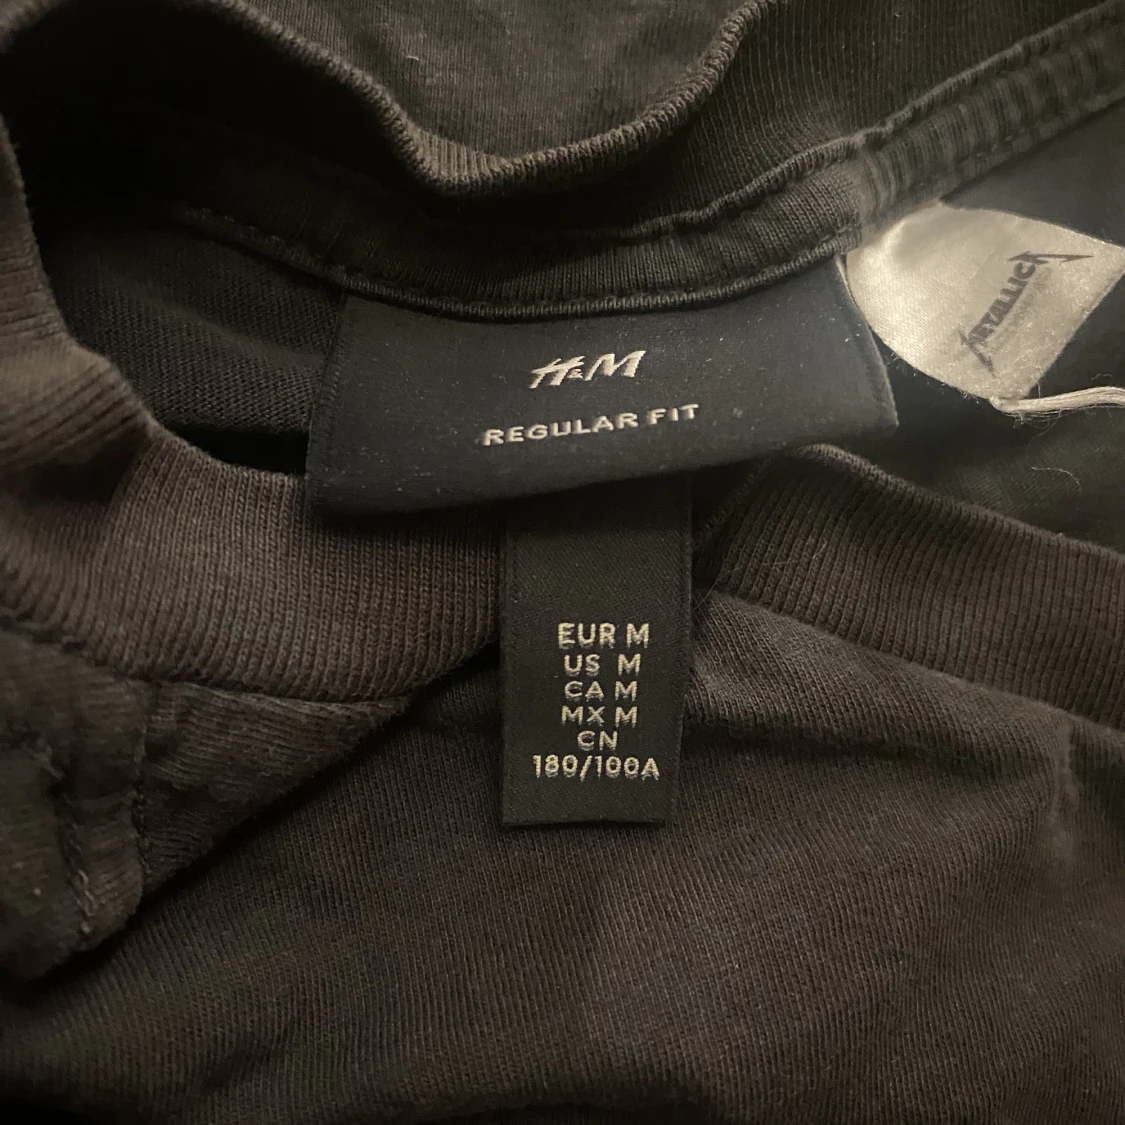 H&M
REGULAR FIT
METALLICA
EUR M
US M
CA M
MX M
CN
180/100A